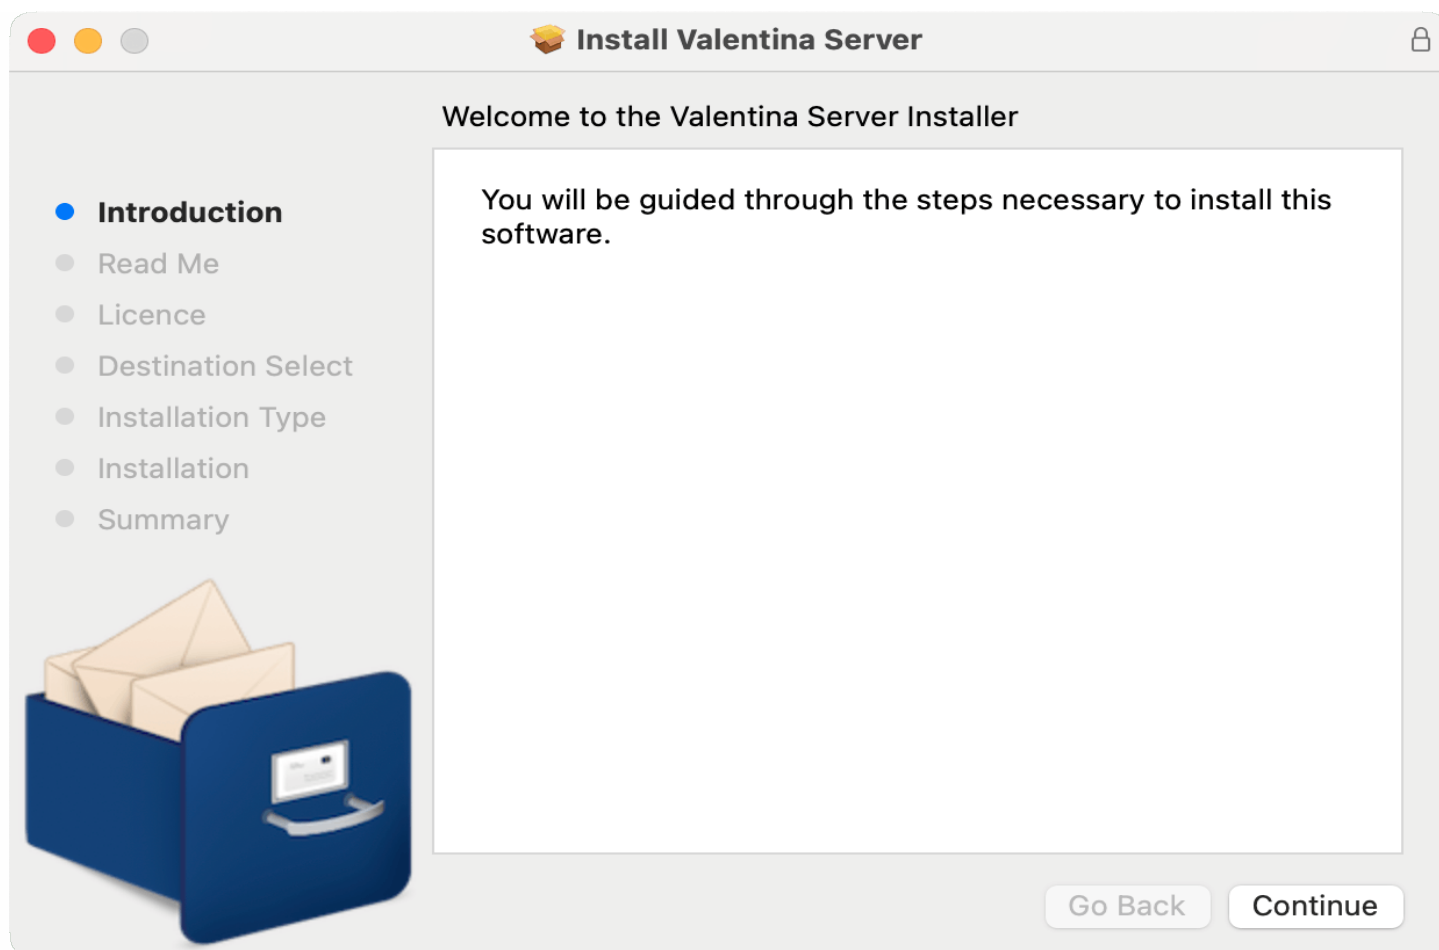 Install Valentina Server
Welcome to the Valentina Server Installer
Introduction
Read Me
Licence
Destination Select
Installation Type
Installation
Summary
You will be guided through the steps necessary to install this
software.
Go Back
Continue